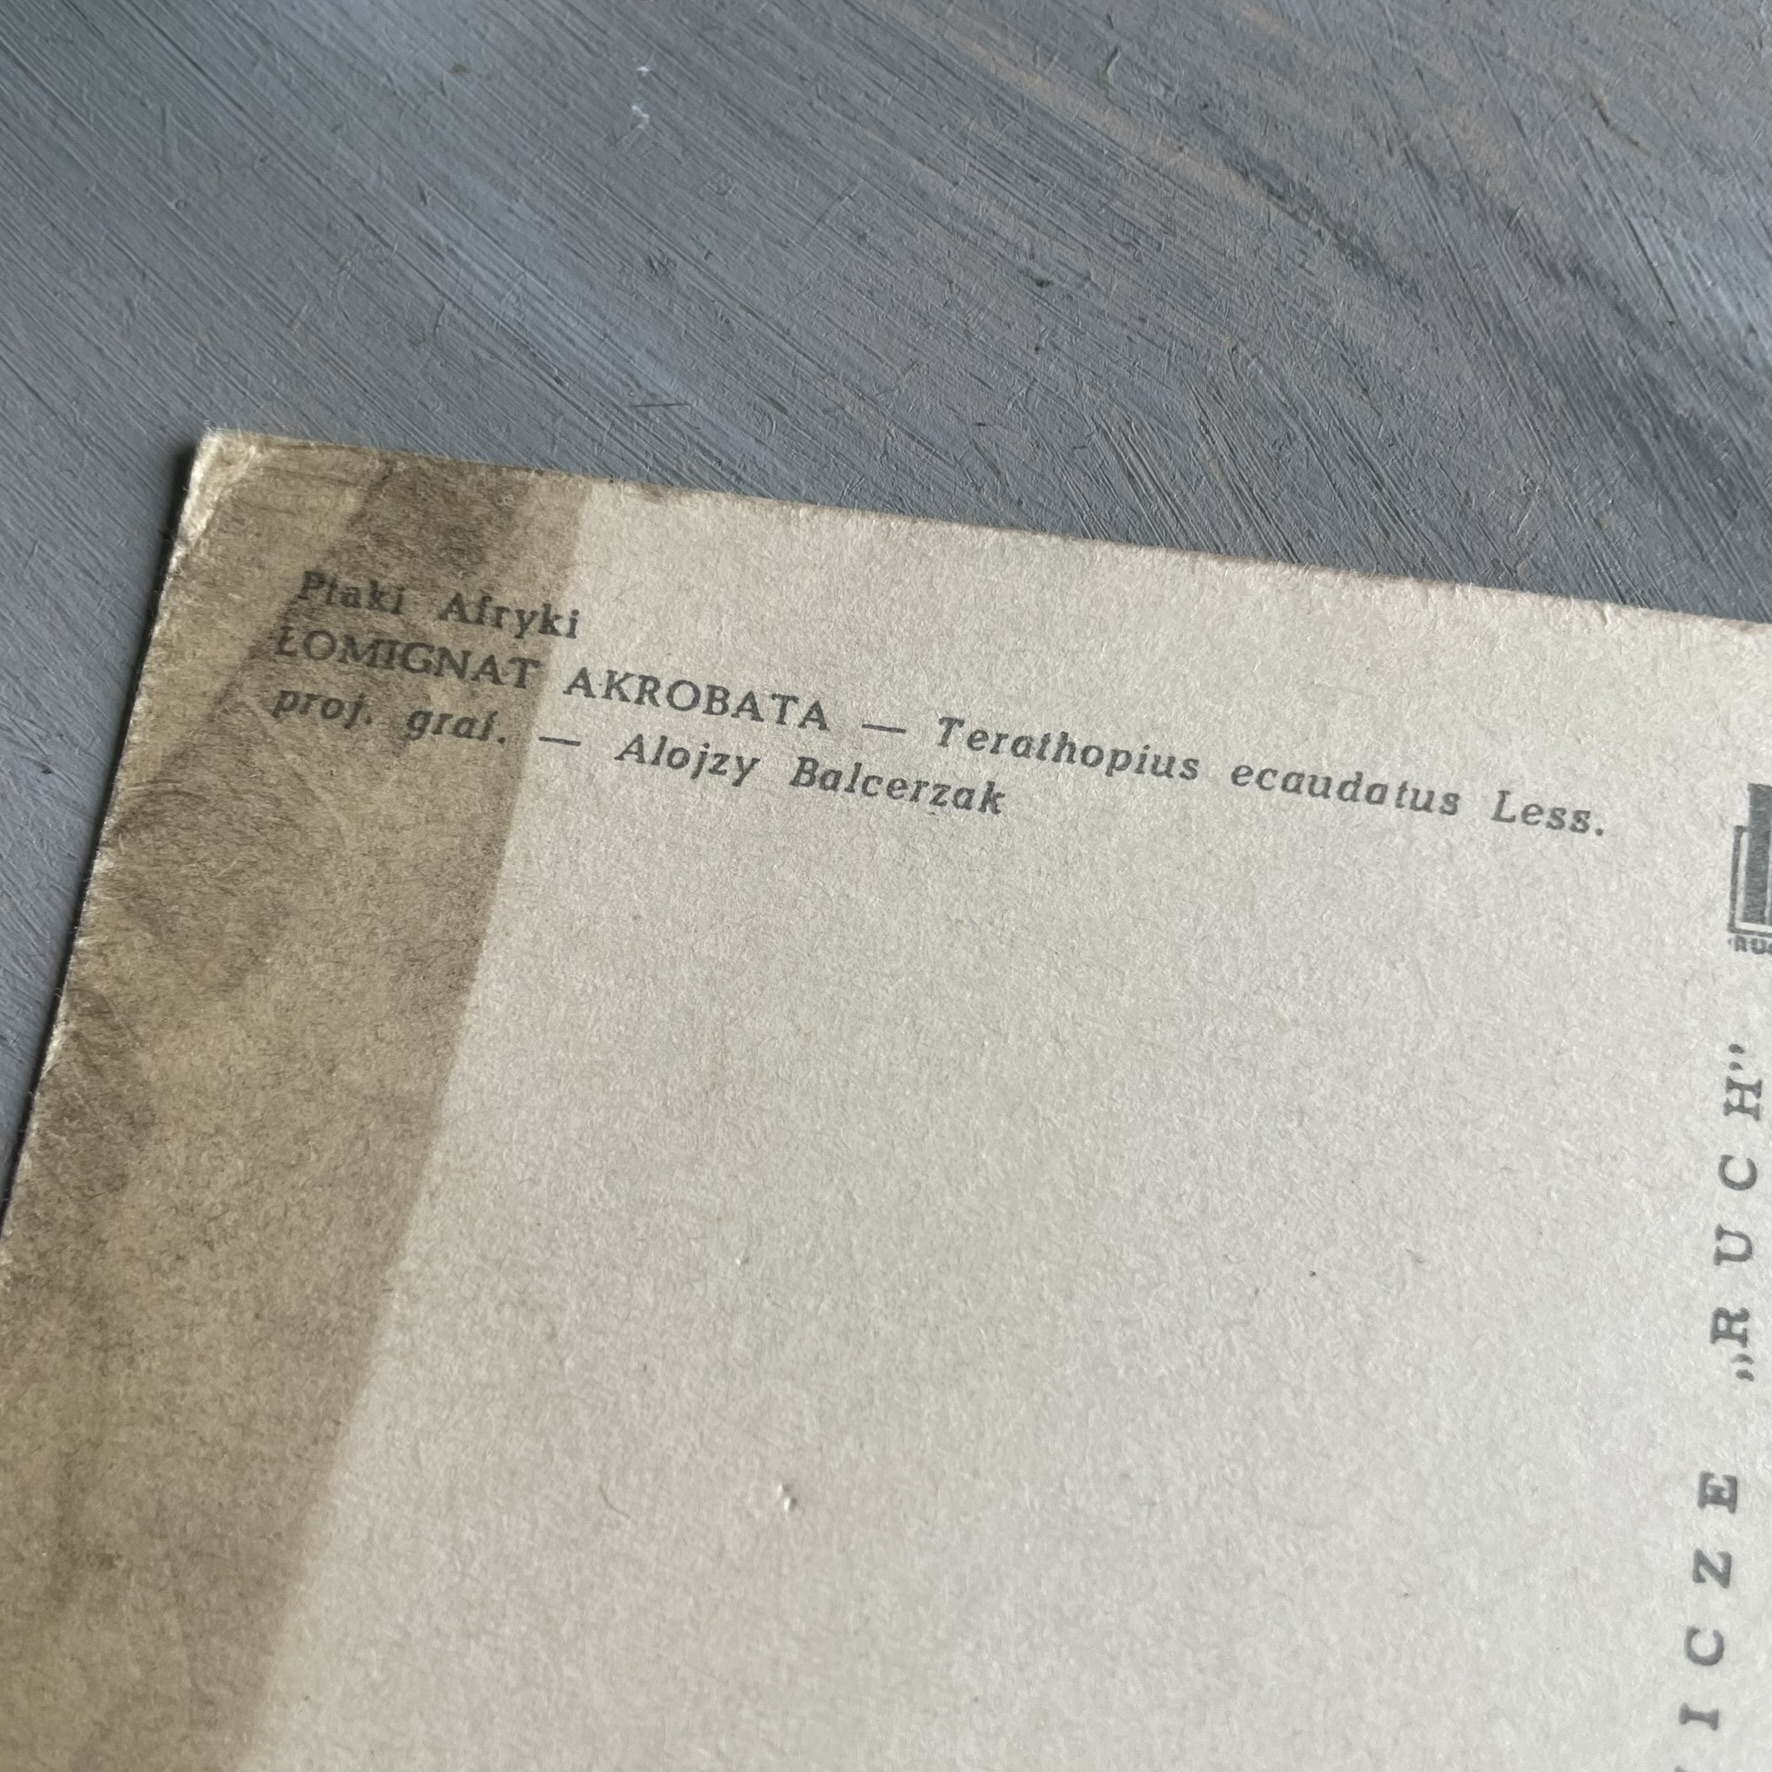 Ptaki Afryki
ŁOMIGNAT AKROBATA — Terathopius ecaudatus Less.
proj. graf. — Alojzy Balcerzak
ICZE „RUCH”